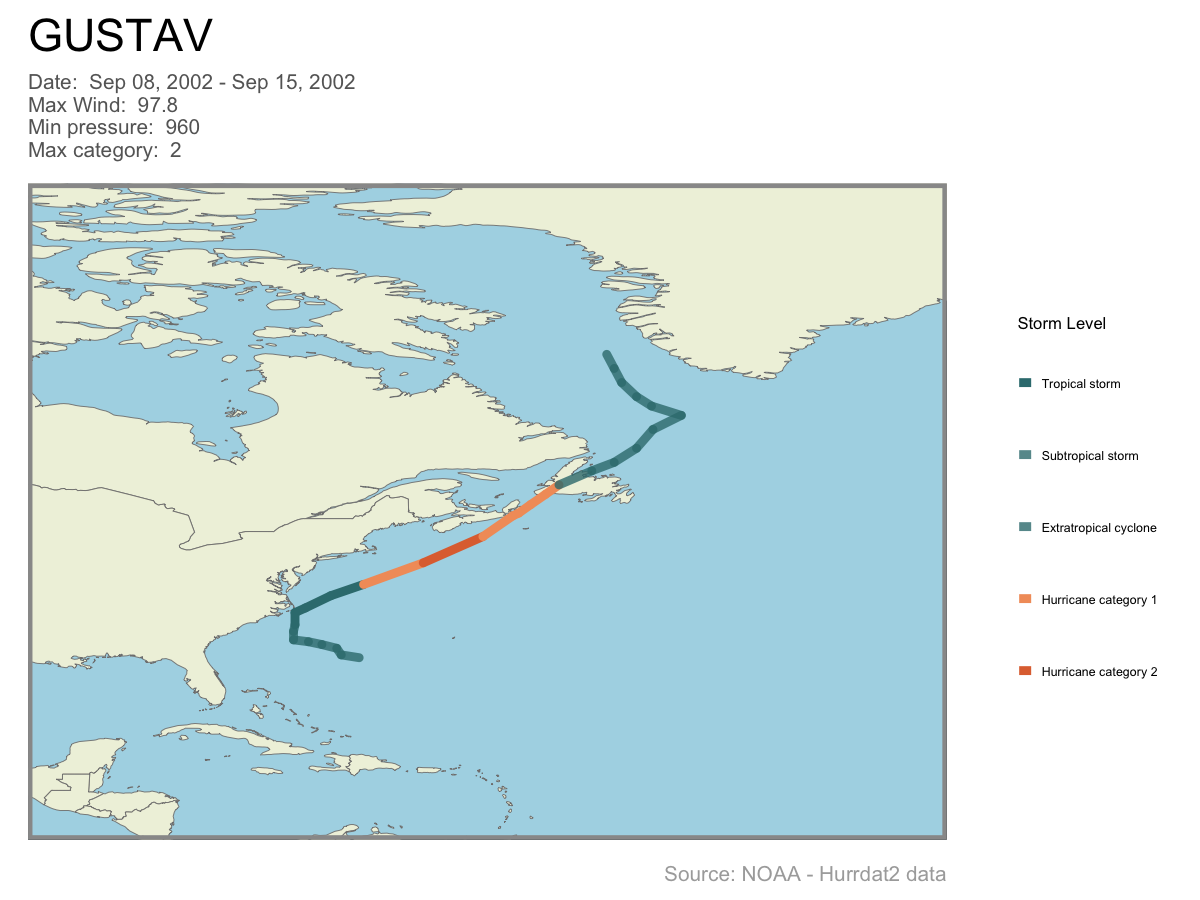 GUSTAV
Date:  Sep 08, 2002 - Sep 15, 2002
Max Wind:  97.8
Min pressure:  960
Max category:  2
Storm Level
Tropical storm
Subtropical storm
Extratropical cyclone
Hurricane category 1
Hurricane category 2
Source: NOAA - Hurrdat2 data